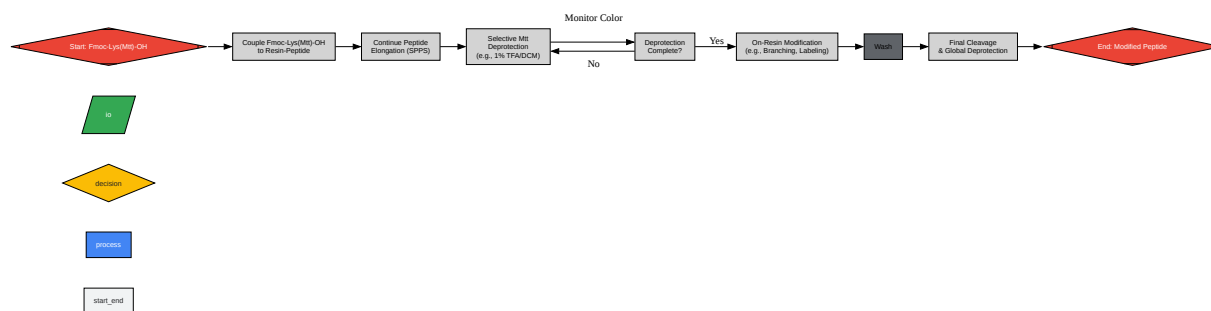 Monitor Color
Start: Fmoc-Lys(Mtt)-OH
Couple Fmoc-Lys(Mtt)-OH
to Resin-Peptide
Continue Peptide
Elongation (SPPS)
Selective Mtt
Deprotection
(e.g., 1% TFA/DCM)
No
Deprotection
Complete?
Yes
On-Resin Modification
(e.g., Branching, Labeling)
Wash
Final Cleavage
& Global Deprotection
End: Modified Peptide
io
decision
process
start_end